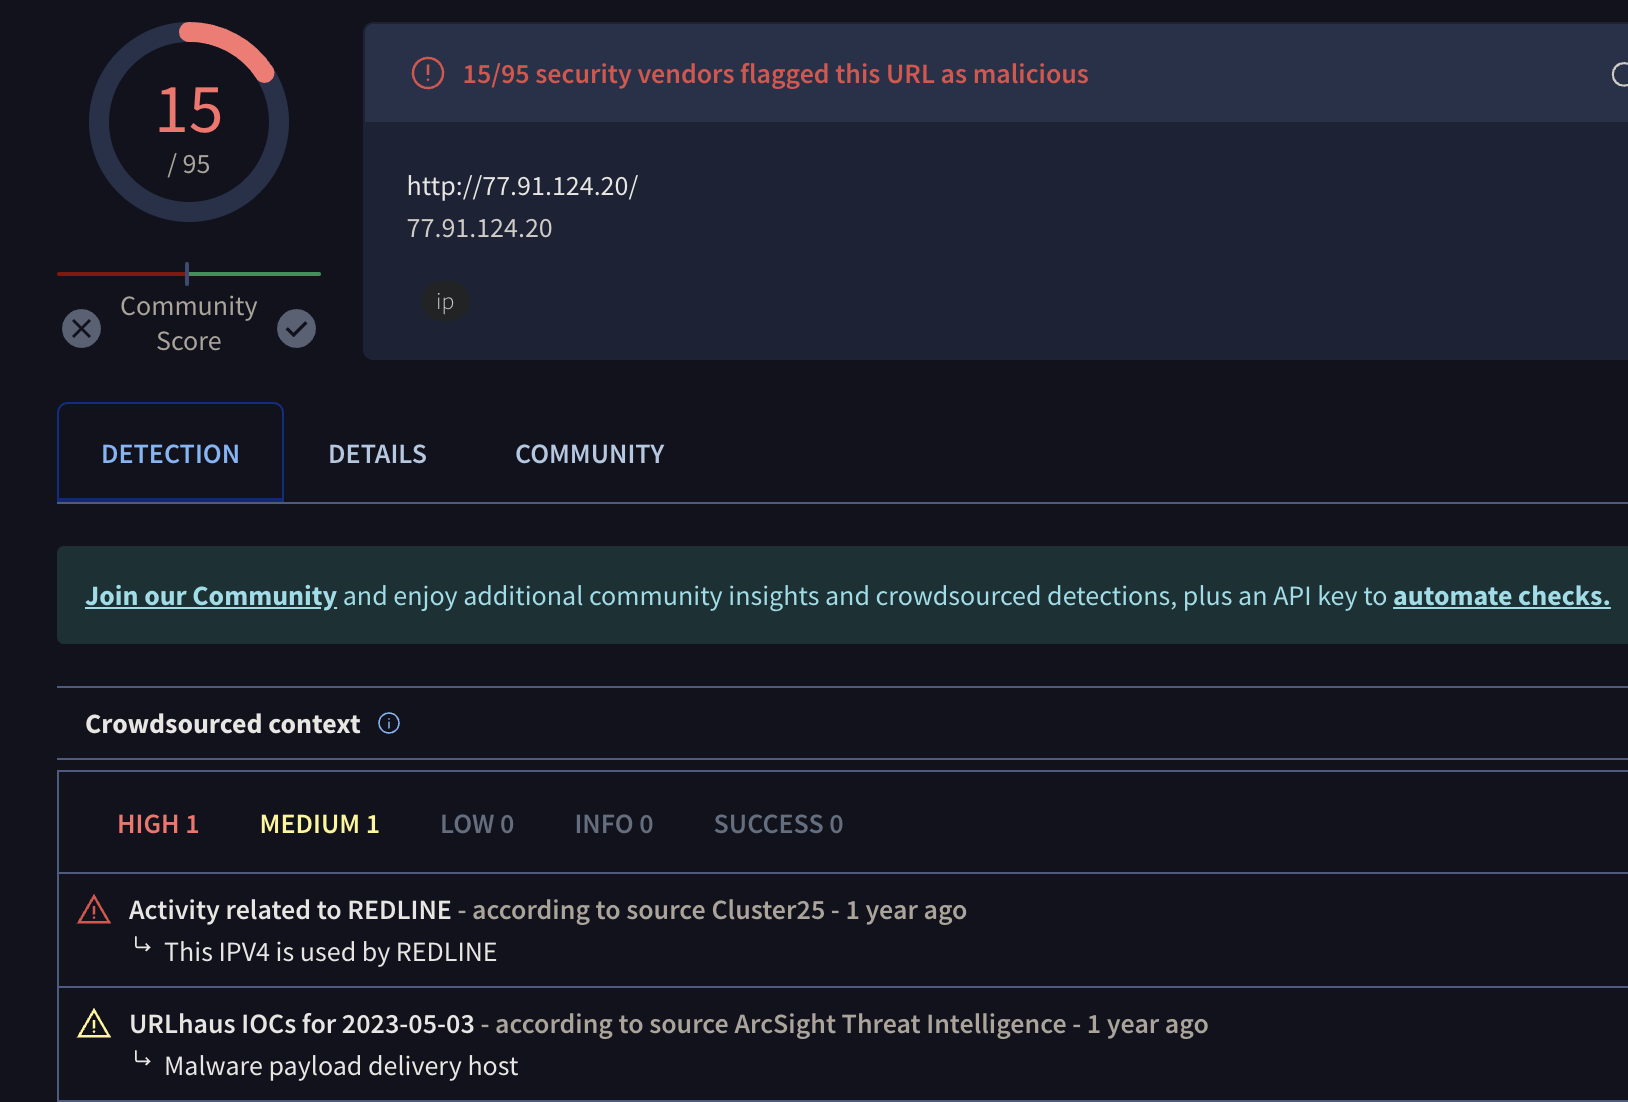 15
/ 95
Community
Score
15/95 security vendors flagged this URL as malicious
http://77.91.124.20/
77.91.124.20
ip
DETECTION DETAILS COMMUNITY
Join our Community and enjoy additional community insights and crowdsourced detections, plus an API key to automate checks.
Crowdsourced context
HIGH 1 MEDIUM 1 LOW 0 INFO 0 SUCCESS 0
Activity related to REDLINE - according to source Cluster25 - 1 year ago
This IPV4 is used by REDLINE
URLhaus IOCs for 2023-05-03 - according to source ArcSight Threat Intelligence - 1 year ago
Malware payload delivery host